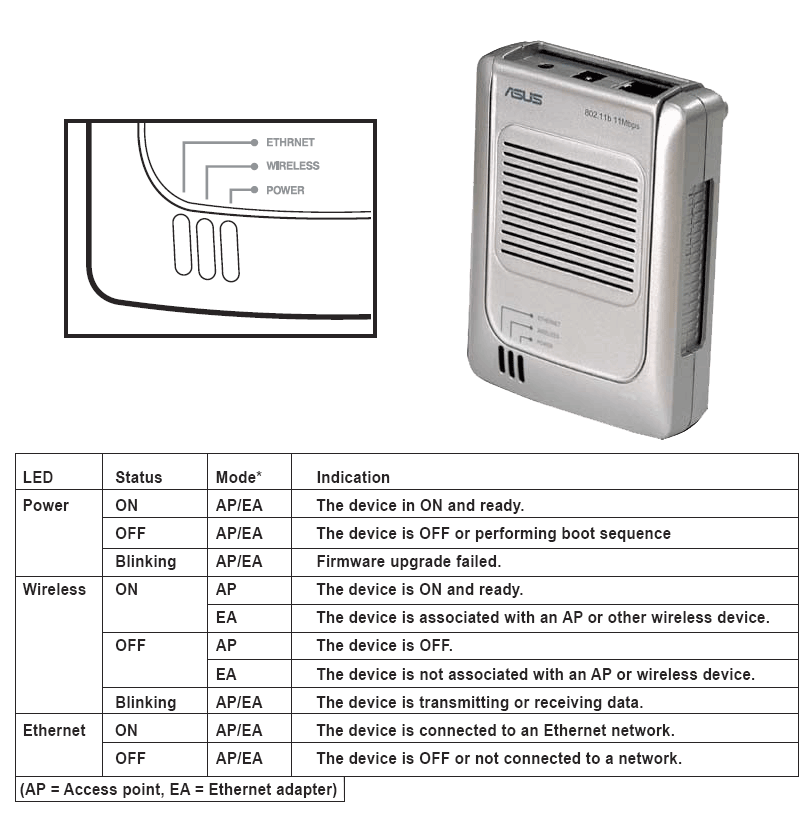 ETHRNET
WIRELESS
POWER
ASUS
802.11b 11Mbps
ETHERNET
WIRELESS
POWER
LED Status Mode* Indication
Power ON AP/EA The device in ON and ready.
OFF AP/EA The device is OFF or performing boot sequence
Blinking AP/EA Firmware upgrade failed.
Wireless ON AP The device is ON and ready.
EA The device is associated with an AP or other wireless device.
OFF AP The device is OFF.
EA The device is not associated with an AP or wireless device.
Blinking AP/EA The device is transmitting or receiving data.
Ethernet ON AP/EA The device is connected to an Ethernet network.
OFF AP/EA The device is OFF or not connected to a network.
(AP = Access point, EA = Ethernet adapter)